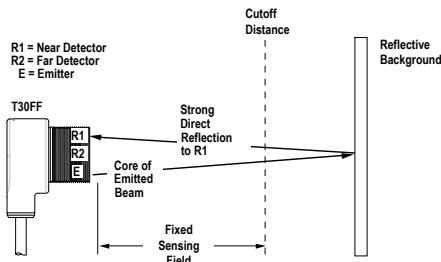 Cutoff
Distance
R1 = Near Detector
R2 = Far Detector
E = Emitter
Reflective
Background
T30FF
Strong
Direct
Reflection
to R1
R1
R2
E
Core of
Emitted
Beam
Fixed
Sensing
Field